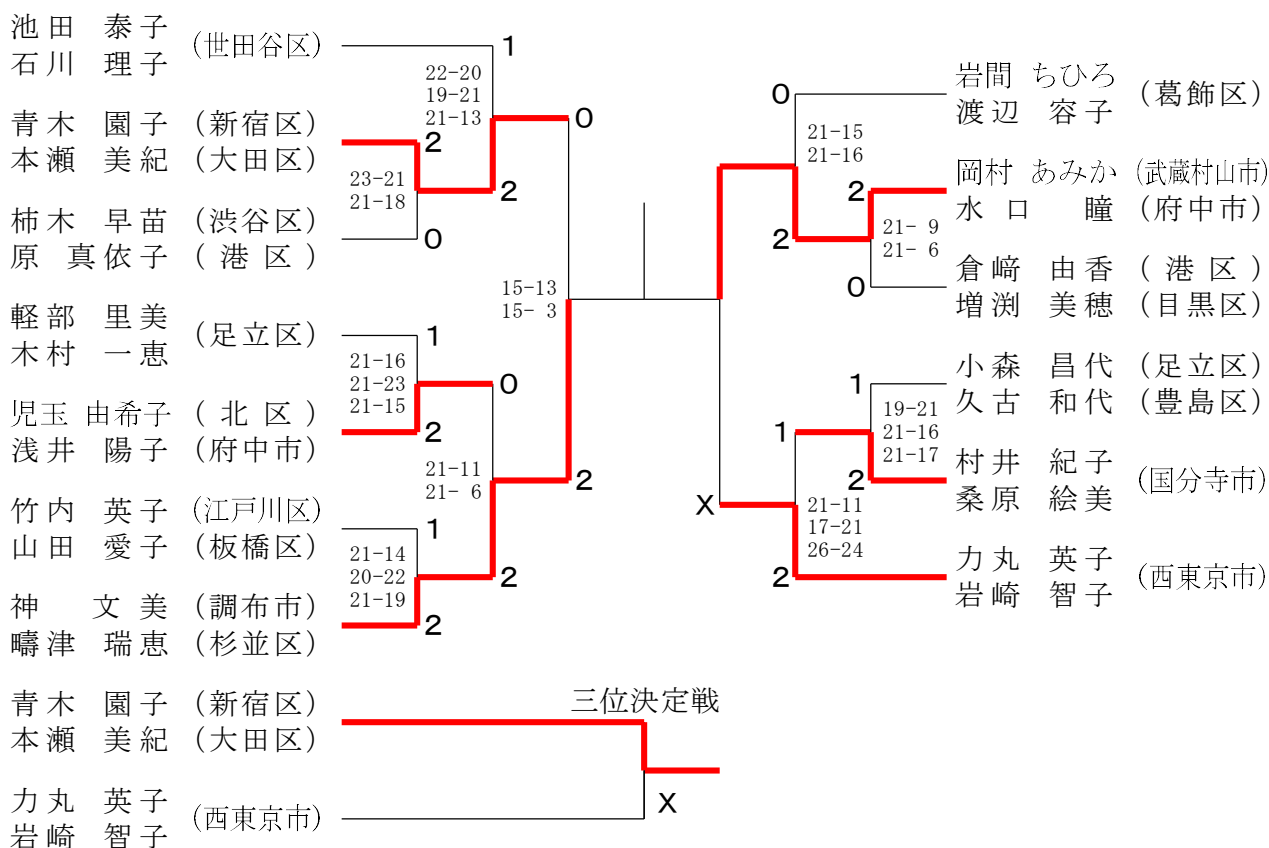 池田 泰子 (世田谷区)
石川 理子
1
22-20
19-21
21-13
青木 園子 (新宿区)
本瀬 美紀 (大田区)
2
0
23-21
21-18
2
柿木 早苗 (渋谷区)
原 真依子 (港区)
0
15-13
15- 3
軽部 里美 (足立区)
木村 一恵
1
21-16
21-23
21-15
0
児玉 由希子 (北区)
浅井 陽子 (府中市)
2
21-11
21- 6
2
竹内 英子 (江戸川区)
山田 愛子 (板橋区)
1
21-14
20-22
21-19
2
神 文美 (調布市)
疇津 瑞恵 (杉並区)
2
岩間 ちひろ (葛飾区)
渡辺 容子
0
21-15
21-16
岡村 あみか (武蔵村山市)
水口 瞳 (府中市)
2
2
21- 9
21- 6
倉﨑 由香 (港区)
増渕 美穂 (目黒区)
0
小森 昌代 (足立区)
久古 和代 (豊島区)
1
19-21
21-16
21-17
1
村井 紀子 (国分寺市)
桑原 絵美
2
X
21-11
17-21
26-24
力丸 英子 (西東京市)
岩崎 智子
2
三位決定戦
青木 園子 (新宿区)
本瀬 美紀 (大田区)
X
力丸 英子 (西東京市)
岩崎 智子